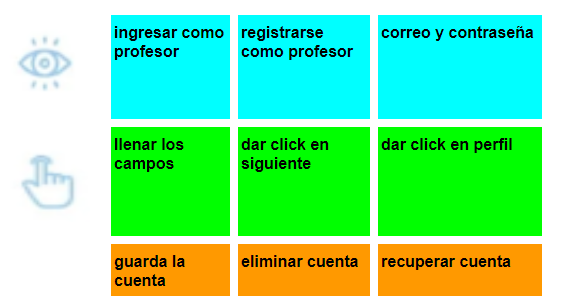 ingresar como
profesor
registrarse
como profesor
correo y contraseña
llenar los
campos
dar click en
siguiente
dar click en perfil
guarda la
cuenta
eliminar cuenta
recuperar cuenta